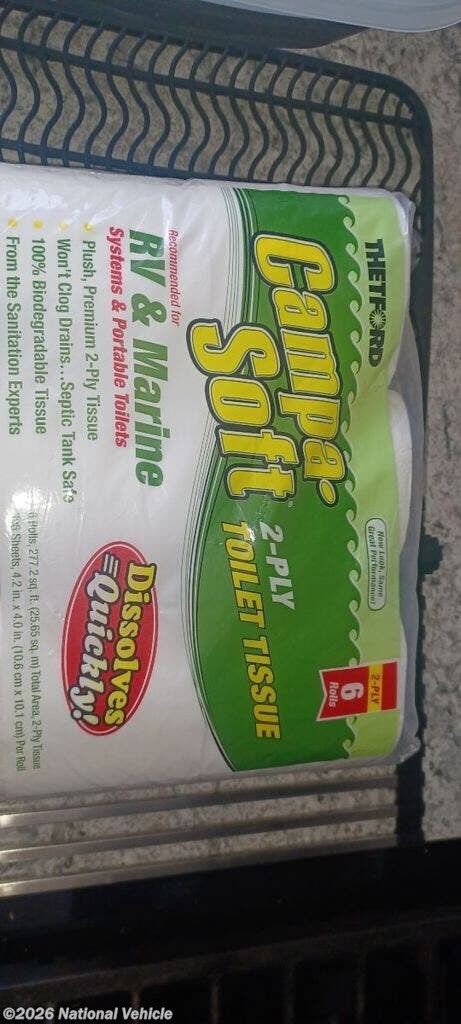 THETFORD
Campa·
Soft
2-PLY
TOILET TISSUE
New Look, Same
Great Performance!
2-PLY
6
Rolls
Recommended for
RV & Marine
Systems & Portable Toilets
Plush, Premium 2-Ply Tissue
Won't Clog Drains...Septic Tank Safe
100% Biodegradable Tissue
From the Sanitation Experts
Dissolves
Quickly!
6 Rolls, 277.2 sq. ft. (25.65 sq. m) Total Area, 2-Ply Tissue
Sheets, 4.2 in. x 4.0 in. (10.6 cm x 10.1 cm) Per Roll
©2026 National Vehicle